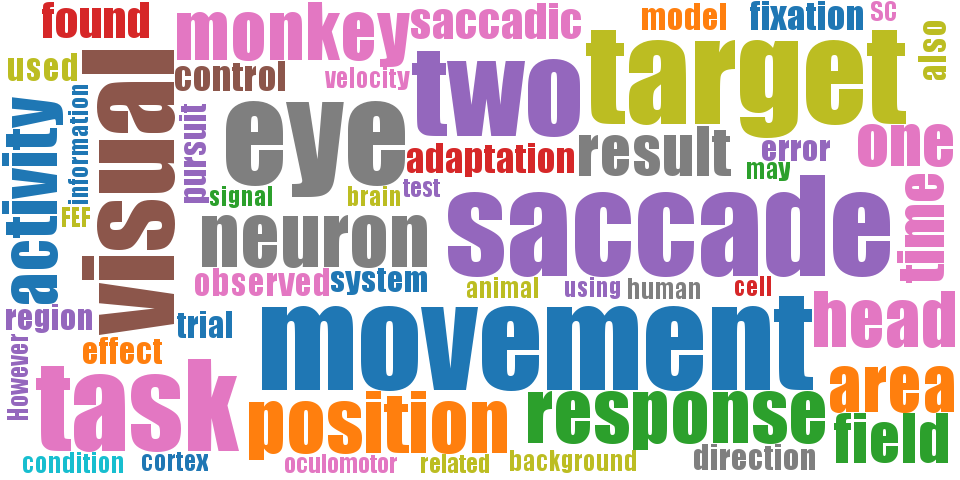 found
monkey
saccadic
model
fixation
SC
also
used
visual
control
velocity
two
target
activity
information
pursuit
eye
adaptation
result
error
one
may
signal
brain
test
FEF
neuron
saccade
time
observed
system
animal
using
human
cell
region
trial
movement
head
However
effect
task
position
response
area
field
condition
cortex
oculomotor
related
background
direction